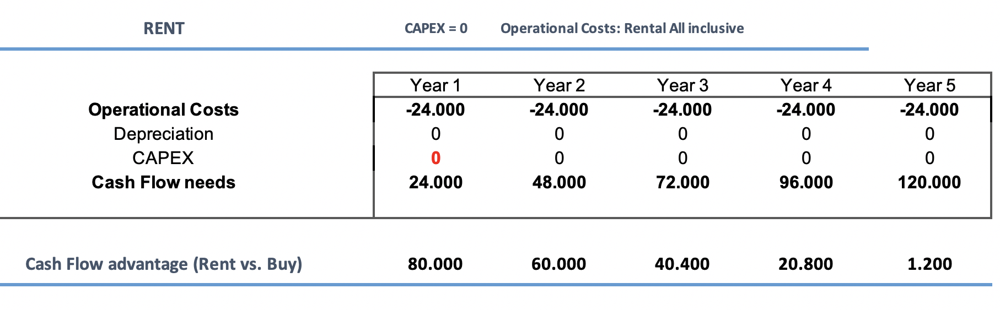 RENT CAPEX = 0 Operational Costs: Rental All inclusive
Year 1 Year 2 Year 3 Year 4 Year 5
Operational Costs -24.000 -24.000 -24.000 -24.000 -24.000
Depreciation 0 0 0 0 0
CAPEX 0 0 0 0 0
Cash Flow needs 24.000 48.000 72.000 96.000 120.000
Cash Flow advantage (Rent vs. Buy) 80.000 60.000 40.400 20.800 1.200